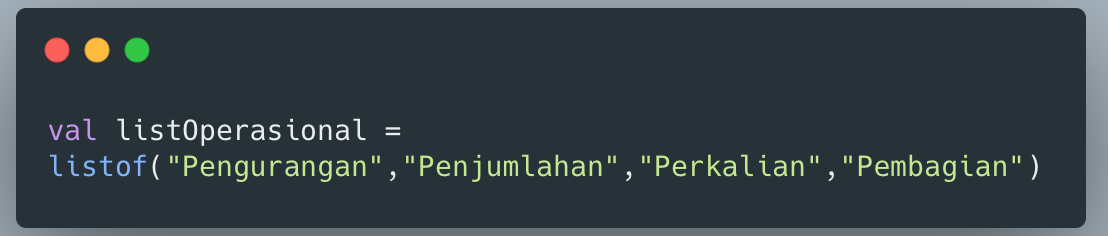 val listOperasional =
listof("Pengurangan","Penjumlahan","Perkalian","Pembagian")